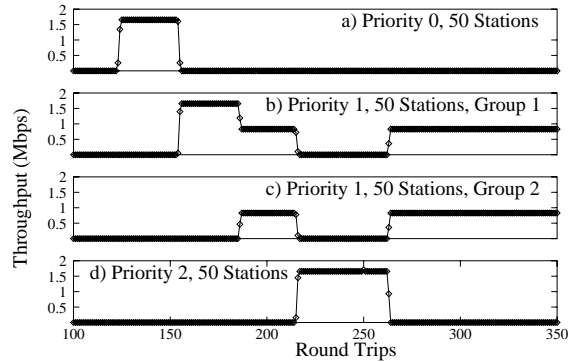 2
1.5
1
0.5
a) Priority 0, 50 Stations
2
1.5
1
0.5
b) Priority 1, 50 Stations, Group 1
2
1.5
1
0.5
c) Priority 1, 50 Stations, Group 2
2
1.5
1
0.5
d) Priority 2, 50 Stations
Throughput (Mbps)
100 150 200 250 300 350
Round Trips